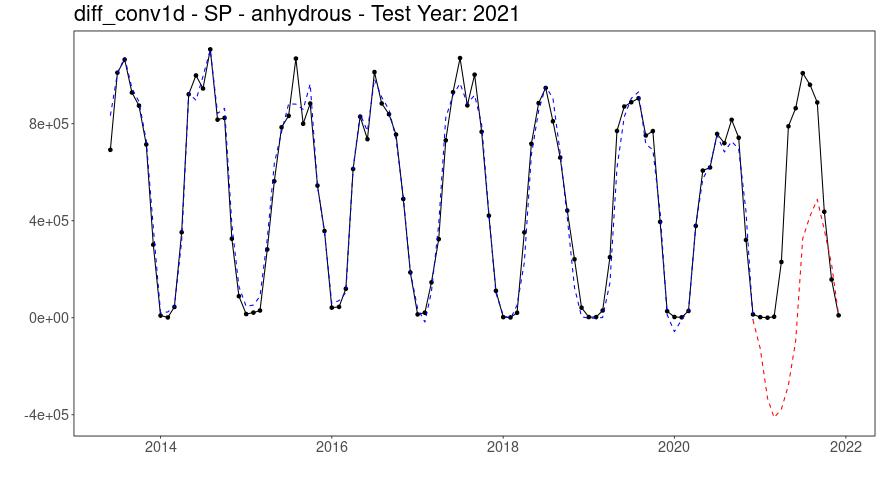 diff_conv1d - SP - anhydrous - Test Year: 2021
8e+05
4e+05
0e+00
-4e+05
2014 2016 2018 2020 2022